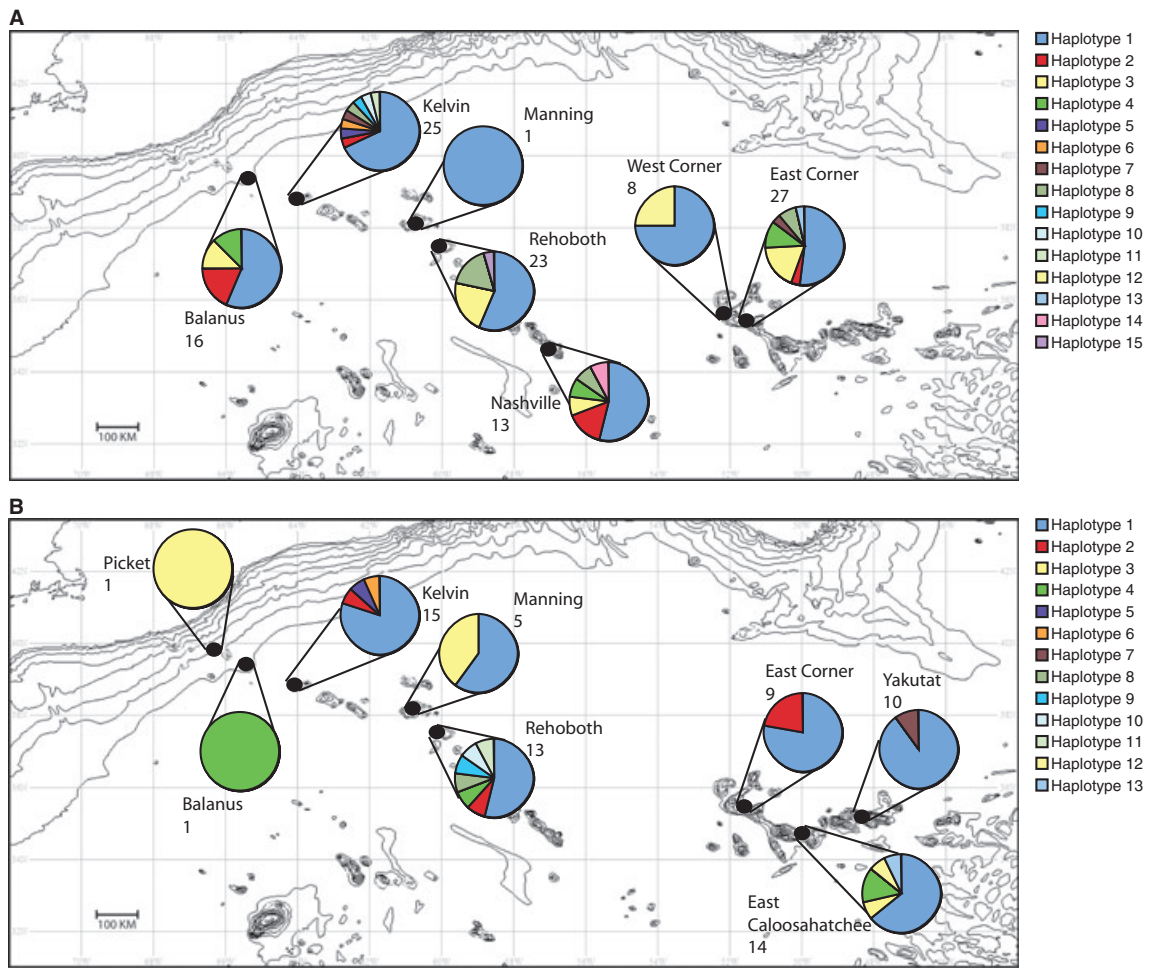 A
Kelvin
25
Manning
1
West Corner
8
East Corner
27
Rehoboth
23
Balanus
16
Nashville
13
100 KM
Haplotype 1
Haplotype 2
Haplotype 3
Haplotype 4
Haplotype 5
Haplotype 6
Haplotype 7
Haplotype 8
Haplotype 9
Haplotype 10
Haplotype 11
Haplotype 12
Haplotype 13
Haplotype 14
Haplotype 15
B
Picket
1
Kelvin
15
Manning
5
East Corner
9
Yakutat
10
Rehoboth
13
Balanus
1
East
Caloosahatchee
14
100 KM
Haplotype 1
Haplotype 2
Haplotype 3
Haplotype 4
Haplotype 5
Haplotype 6
Haplotype 7
Haplotype 8
Haplotype 9
Haplotype 10
Haplotype 11
Haplotype 12
Haplotype 13